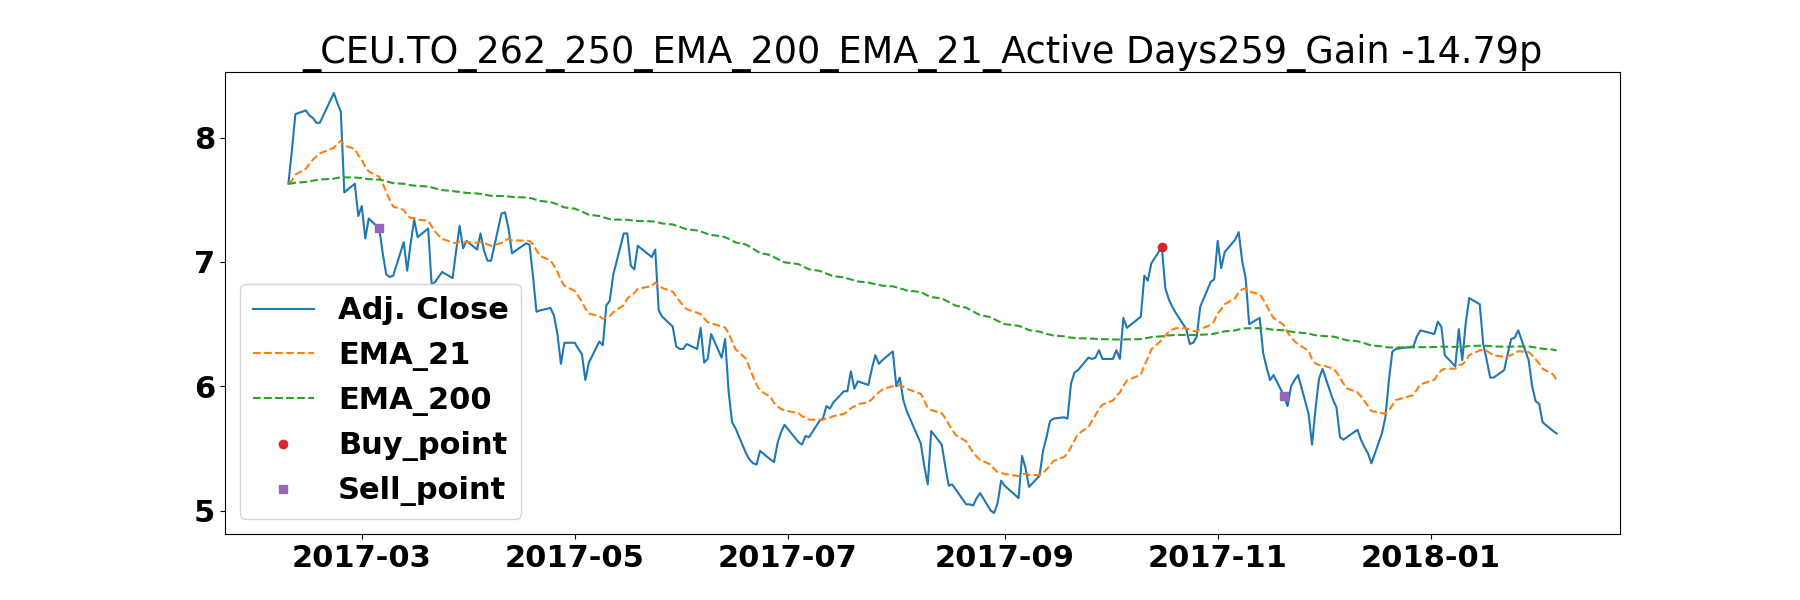 _CEU.TO_262_250_EMA_200_EMA_21_Active Days259_Gain -14.79p
8
7
6
5
Adj. Close
EMA_21
EMA_200
Buy_point
Sell_point
2017-03 2017-05 2017-07 2017-09 2017-11 2018-01